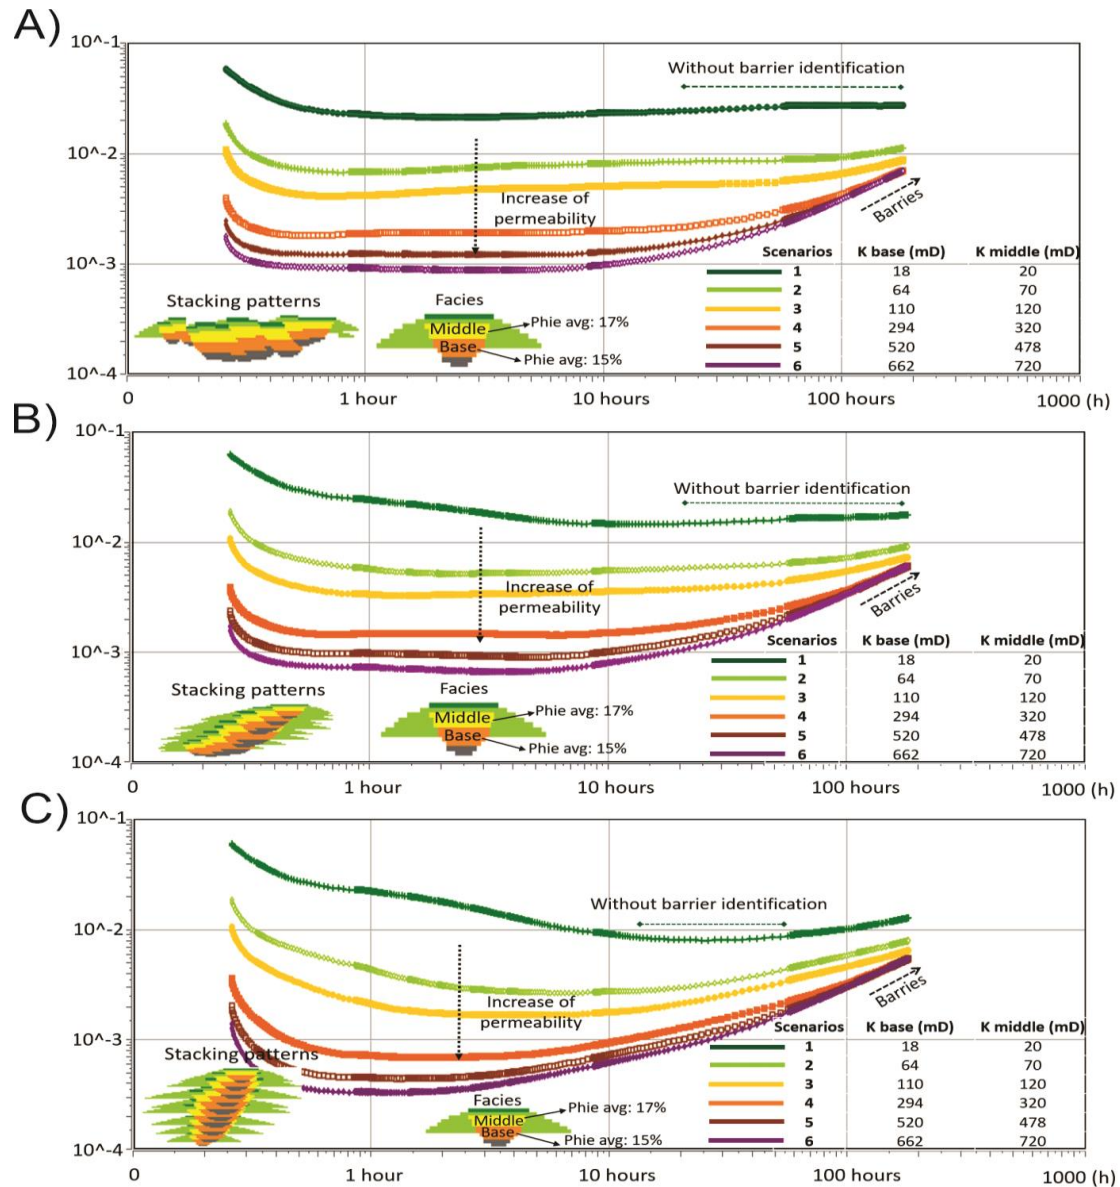 A)
10^-1
Without barrier identification
10^-2
Increase of
permeability
Barries
10^-3
Scenarios K base (mD) K middle (mD)
1 18 20
2 64 70
3 110 120
4 294 320
5 520 478
6 662 720
Stacking patterns
Facies
Middle
Base
Phie avg: 17%
Phie avg: 15%
10^-4
0 1 hour 10 hours 100 hours 1000 (h)
B)
10^-1
Without barrier identification
10^-2
Increase of
permeability
Barries
10^-3
Scenarios K base (mD) K middle (mD)
1 18 20
2 64 70
3 110 120
4 294 320
5 520 478
6 662 720
Stacking patterns
Facies
Middle
Base
Phie avg: 17%
Phie avg: 15%
10^-4
0 1 hour 10 hours 100 hours 1000 (h)
C)
10^-1
Without barrier identification
10^-2
Increase of
permeability
Barries
10^-3
Scenarios K base (mD) K middle (mD)
1 18 20
2 64 70
3 110 120
4 294 320
5 520 478
6 662 720
Stacking patterns
Facies
Middle
Base
Phie avg: 17%
Phie avg: 15%
10^-4
0 1 hour 10 hours 100 hours 1000 (h)